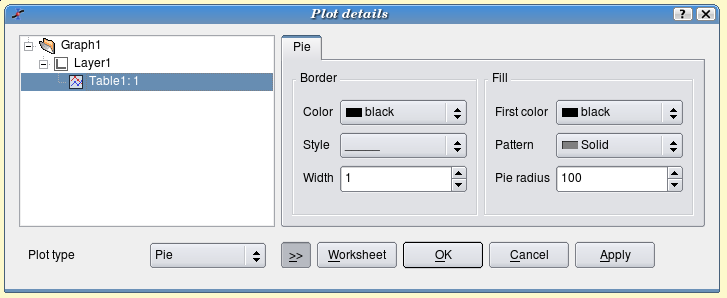 Plot details
Graph1
Layer1
Table1: 1
Pie
Border
Color black
Style
Width 1
Fill
First color black
Pattern Solid
Pie radius 100
Plot type Pie
>> Worksheet OK Cancel Apply